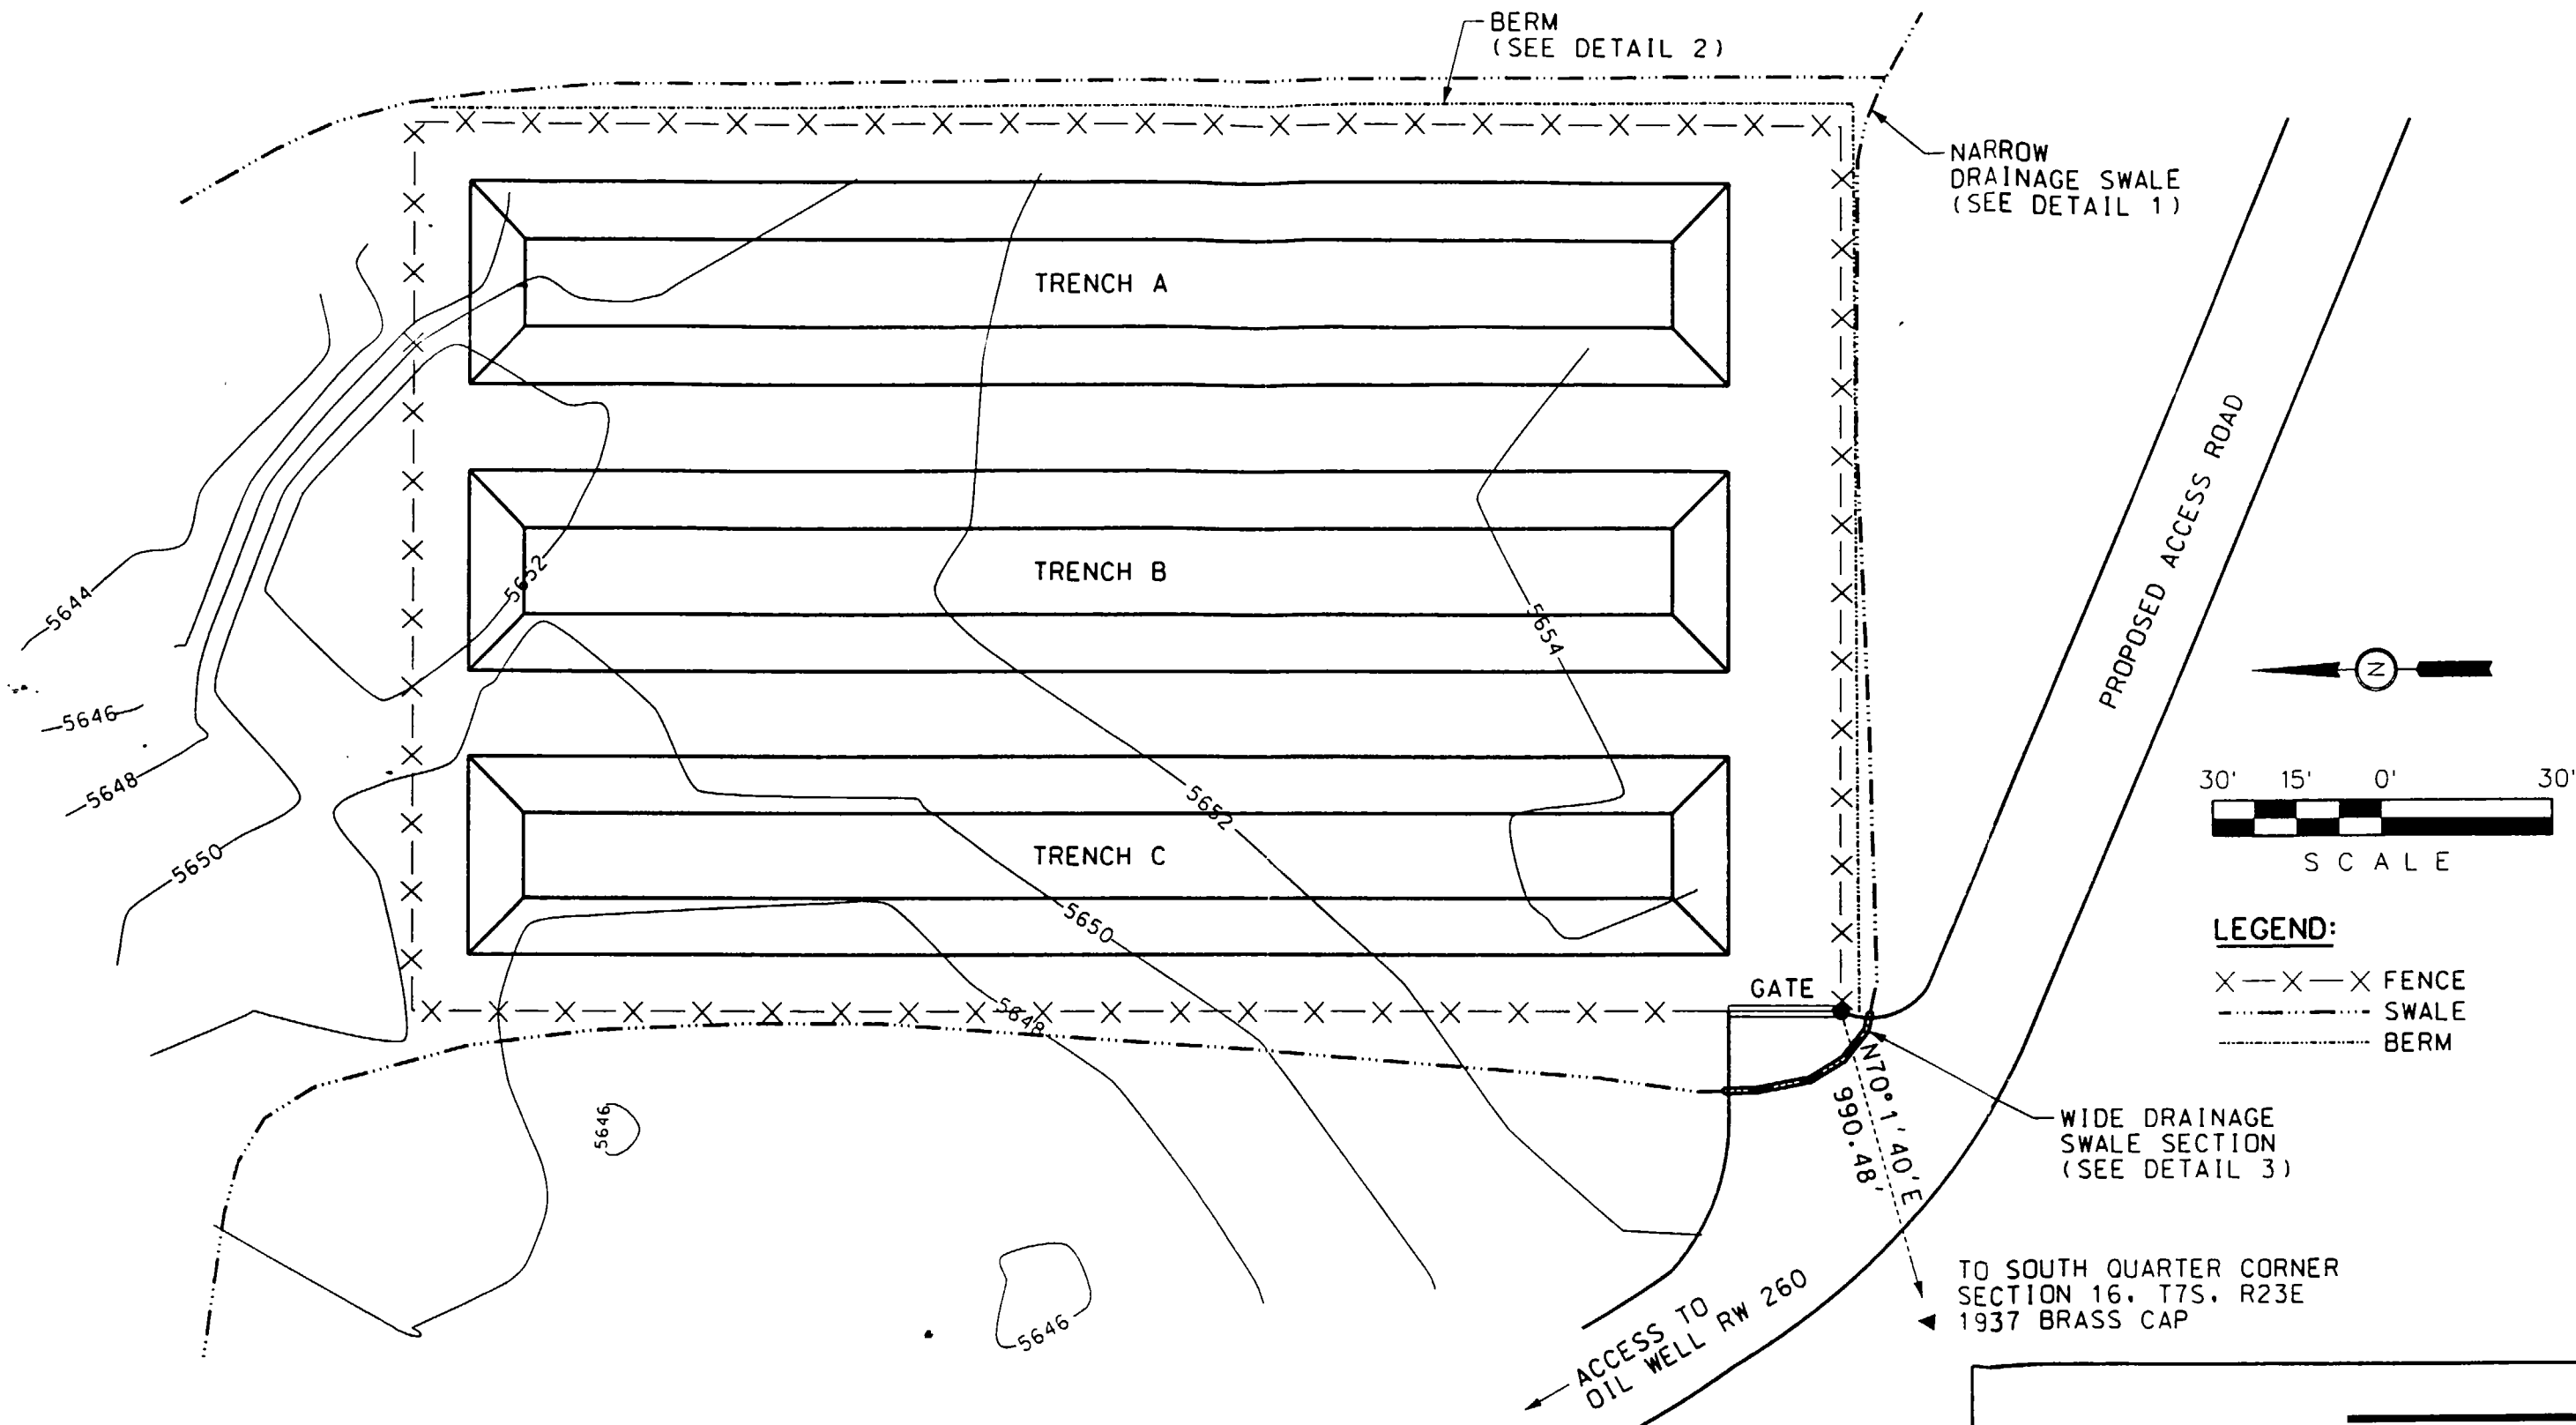 BERM
(SEE DETAIL 2)
NARROW
DRAINAGE SWALE
(SEE DETAIL 1)
TRENCH A
TRENCH B
TRENCH C
5652
5654
5644
5646
5648
5650
5652
5650
5648
5646
5646
PROPOSED ACCESS ROAD
N
30' 15' 0' 30'
SCALE
LEGEND:
X—X—X FENCE
SWALE
BERM
GATE
N70°1'40'E
990.48'
WIDE DRAINAGE
SWALE SECTION
(SEE DETAIL 3)
TO SOUTH QUARTER CORNER
SECTION 16, T7S, R23E
1937 BRASS CAP
ACCESS TO
OIL WELL RW 260